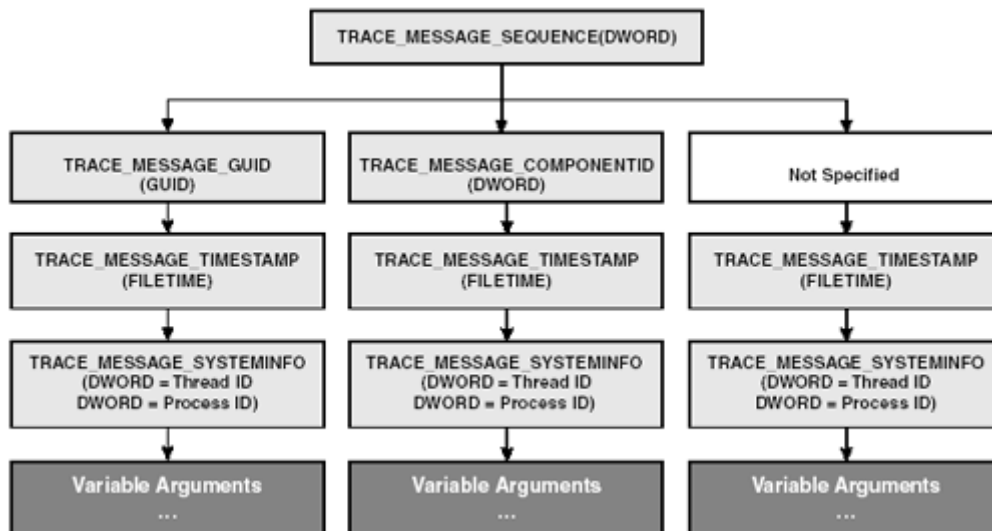 TRACE_MESSAGE_SEQUENCE(DWORD)
TRACE_MESSAGE_GUID
(GUID)
TRACE_MESSAGE_COMPONENTID
(DWORD)
Not Specified
TRACE_MESSAGE_TIMESTAMP
(FILETIME)
TRACE_MESSAGE_TIMESTAMP
(FILETIME)
TRACE_MESSAGE_TIMESTAMP
(FILETIME)
TRACE_MESSAGE_SYSTEMINFO
(DWORD = Thread ID
DWORD = Process ID)
TRACE_MESSAGE_SYSTEMINFO
(DWORD = Thread ID
DWORD = Process ID)
TRACE_MESSAGE_SYSTEMINFO
(DWORD = Thread ID
DWORD = Process ID)
Variable Arguments
...
Variable Arguments
...
Variable Arguments
...